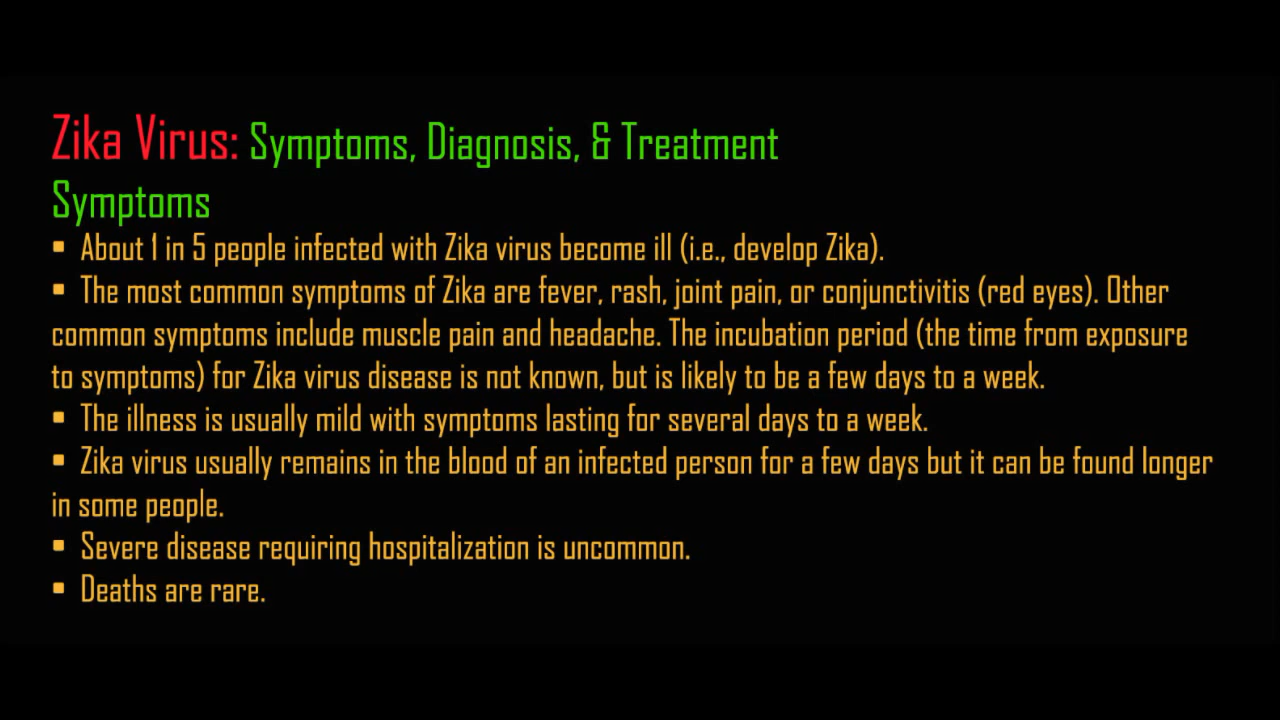 Zika Virus: Symptoms, Diagnosis, & Treatment
Symptoms
▪ About 1 in 5 people infected with Zika virus become ill (i.e., develop Zika).
▪ The most common symptoms of Zika are fever, rash, joint pain, or conjunctivitis (red eyes). Other
common symptoms include muscle pain and headache. The incubation period (the time from exposure
to symptoms) for Zika virus disease is not known, but is likely to be a few days to a week.
▪ The illness is usually mild with symptoms lasting for several days to a week.
▪ Zika virus usually remains in the blood of an infected person for a few days but it can be found longer
in some people.
▪ Severe disease requiring hospitalization is uncommon.
▪ Deaths are rare.